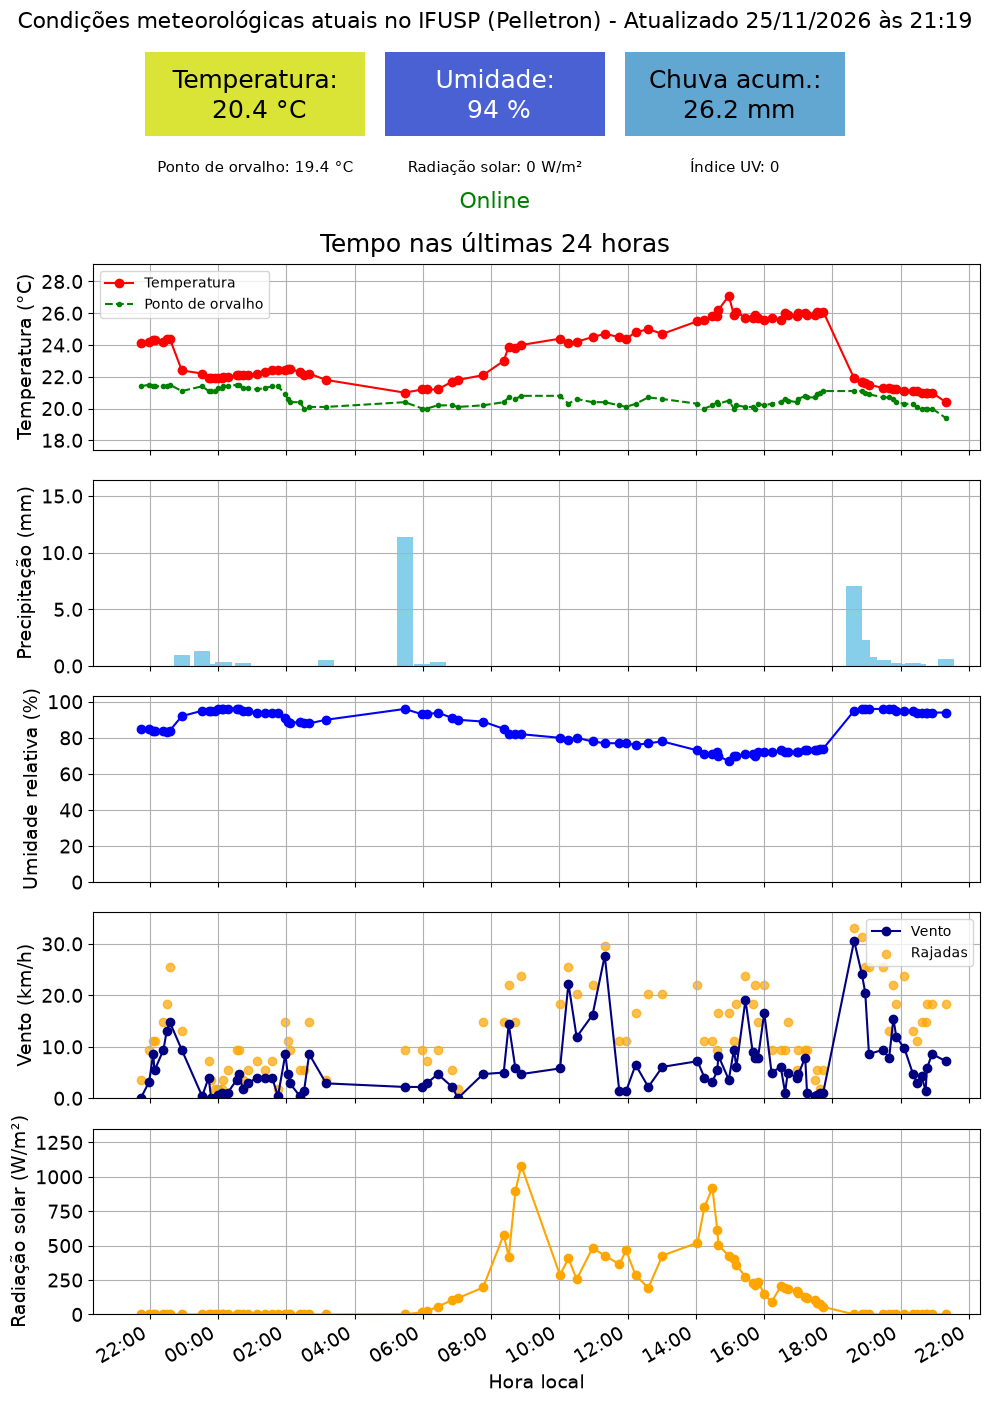 Condições meteorológicas atuais no IFUSP (Pelletron) - Atualizado 25/11/2026 às 21:19
Temperatura:
20.4 °C
Umidade:
94 %
Chuva acum.:
26.2 mm
Ponto de orvalho: 19.4 °C
Radiação solar: 0 W/m²
Índice UV: 0
Online
Tempo nas últimas 24 horas
Temperatura (°C)
28.0
26.0
24.0
22.0
20.0
18.0
Temperatura
Ponto de orvalho
Precipitação (mm)
15.0
10.0
5.0
0.0
Umidade relativa (%)
100
80
60
40
20
0
Vento (km/h)
30.0
20.0
10.0
0.0
Vento
Rajadas
Radiação solar (W/m²)
1250
1000
750
500
250
0
22:00
00:00
02:00
04:00
06:00
08:00
10:00
12:00
14:00
16:00
18:00
20:00
22:00
Hora local